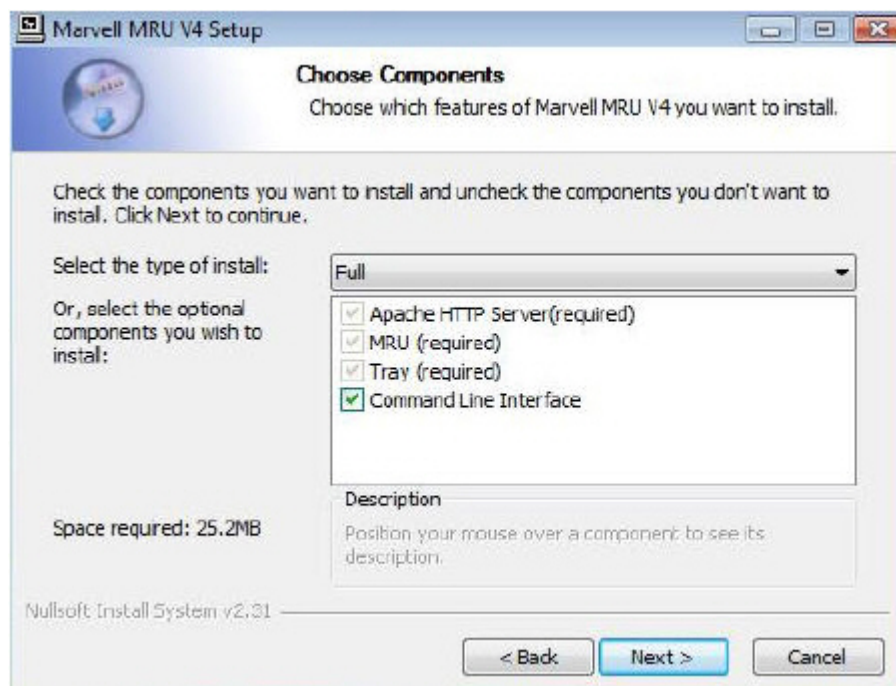 Marvell MRU V4 Setup
Choose Components
Choose which features of Marvell MRU V4 you want to install.
Check the components you want to install and uncheck the components you don't want to
install. Click Next to continue.
Select the type of install:
Full
Or, select the optional
components you wish to
install:
Apache HTTP Server(required)
MRU (required)
Tray (required)
Command Line Interface
Space required: 25.2MB
Description
Position your mouse over a component to see its
description.
Nullsoft Install System v2.31
< Back
Next >
Cancel